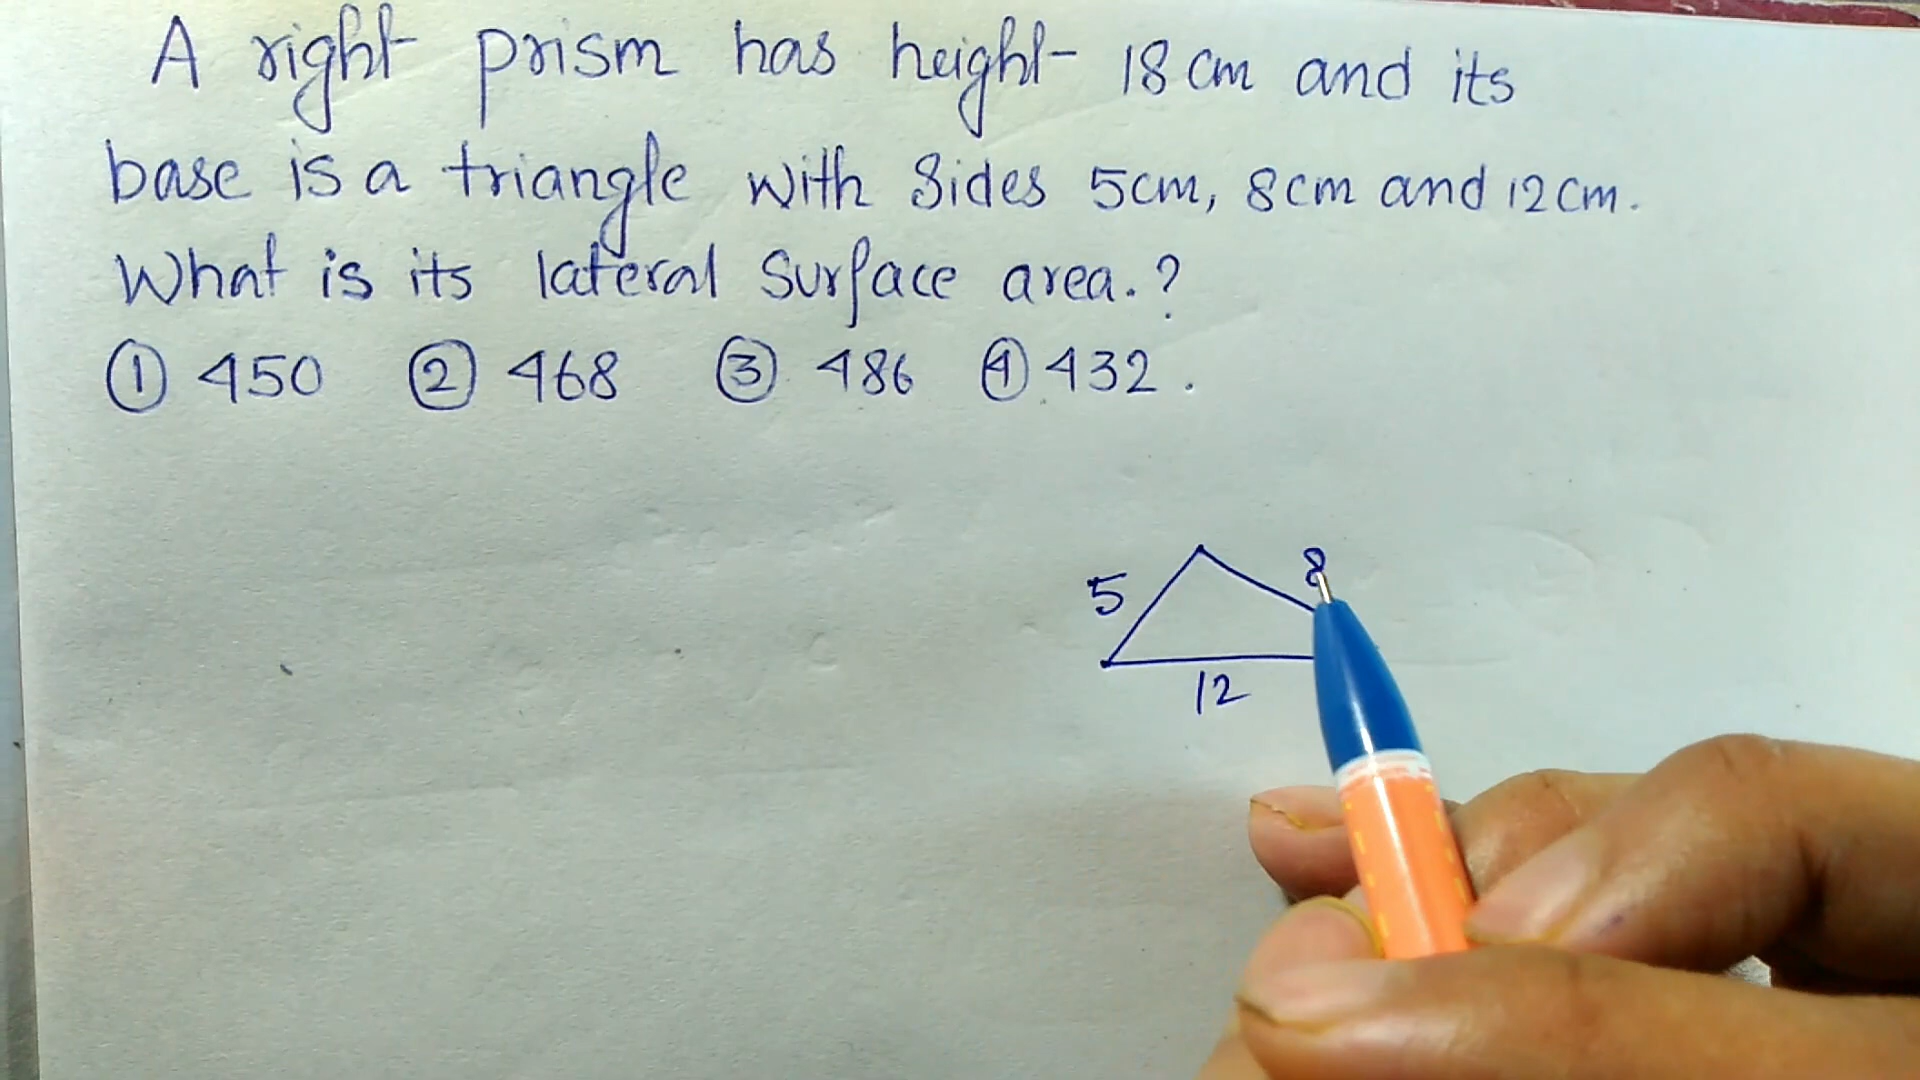 A right prism has height 18 cm and its
base is a triangle with sides 5cm, 8cm and 12cm.
What is its lateral surface area.?
① 450 ② 468 ③ 486 ④ 432.
5 8
12